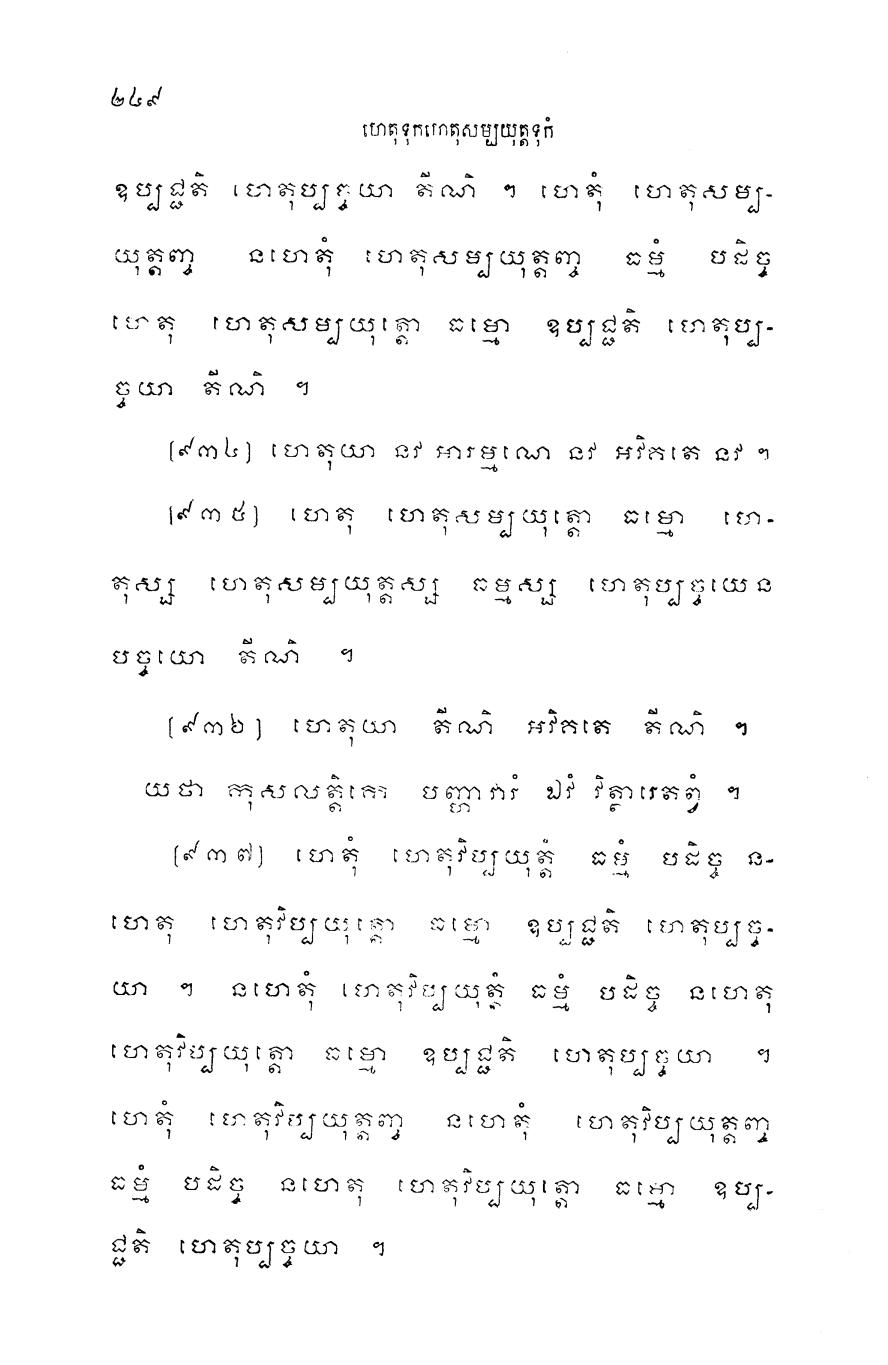 ២៤៩
ហេតុទុកហេតុសម្បយុត្តទុកំ
ឧប្បជ្ជតិ ហេតុប្បច្ចយា តីណិ ។ ហេតុំ ហេតុសម្ប-
យុត្តញ្ច នហេតុំ ហេតុសម្បយុត្តញ្ច ធម្មំ បដិច្ច
ហេតុ ហេតុសម្បយុត្តោ ធម្មោ ឧប្បជ្ជតិ ហេតុប្ប-
ច្ចយា តីណិ ។
[៩៣៤] ហេតុយា នវ អារម្មណេ នវ អវិគតេ នវ ។
[៩៣៥] ហេតុ ហេតុសម្បយុត្តោ ធម្មោ ហេ-
តុស្ស ហេតុសម្បយុត្តស្ស ធម្មស្ស ហេតុប្បច្ចយេន
បច្ចយោ តីណិ ។
[៩៣៦] ហេតុយា តីណិ អវិគតេ តីណិ ។
យថា កុសលត្តិកេ បញ្ហាវារំ ឯវំ វិត្ថារេតព្វំ ។
[៩៣៧] ហេតុំ ហេតុវិប្បយុត្តំ ធម្មំ បដិច្ច ន-
ហេតុ ហេតុវិប្បយុត្តោ ធម្មោ ឧប្បជ្ជតិ ហេតុប្បច្ច-
យា ។ នហេតុំ ហេតុវិប្បយុត្តំ ធម្មំ បដិច្ច នហេតុ
ហេតុវិប្បយុត្តោ ធម្មោ ឧប្បជ្ជតិ ហេតុប្បច្ចយា ។
ហេតុំ ហេតុវិប្បយុត្តញ្ច នហេតុំ ហេតុវិប្បយុត្តញ្ច
ធម្មំ បដិច្ច នហេតុ ហេតុវិប្បយុត្តោ ធម្មោ ឧប្ប-
ជ្ជតិ ហេតុប្បច្ចយា ។